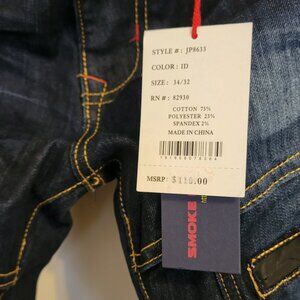 STYLE # : JP8633
COLOR : ID
SIZE : 34/32
RN # : 82930
COTTON 75%
POLYESTER 23%
SPANDEX 2%
MADE IN CHINA
MSRP: $110.00
SMOKE